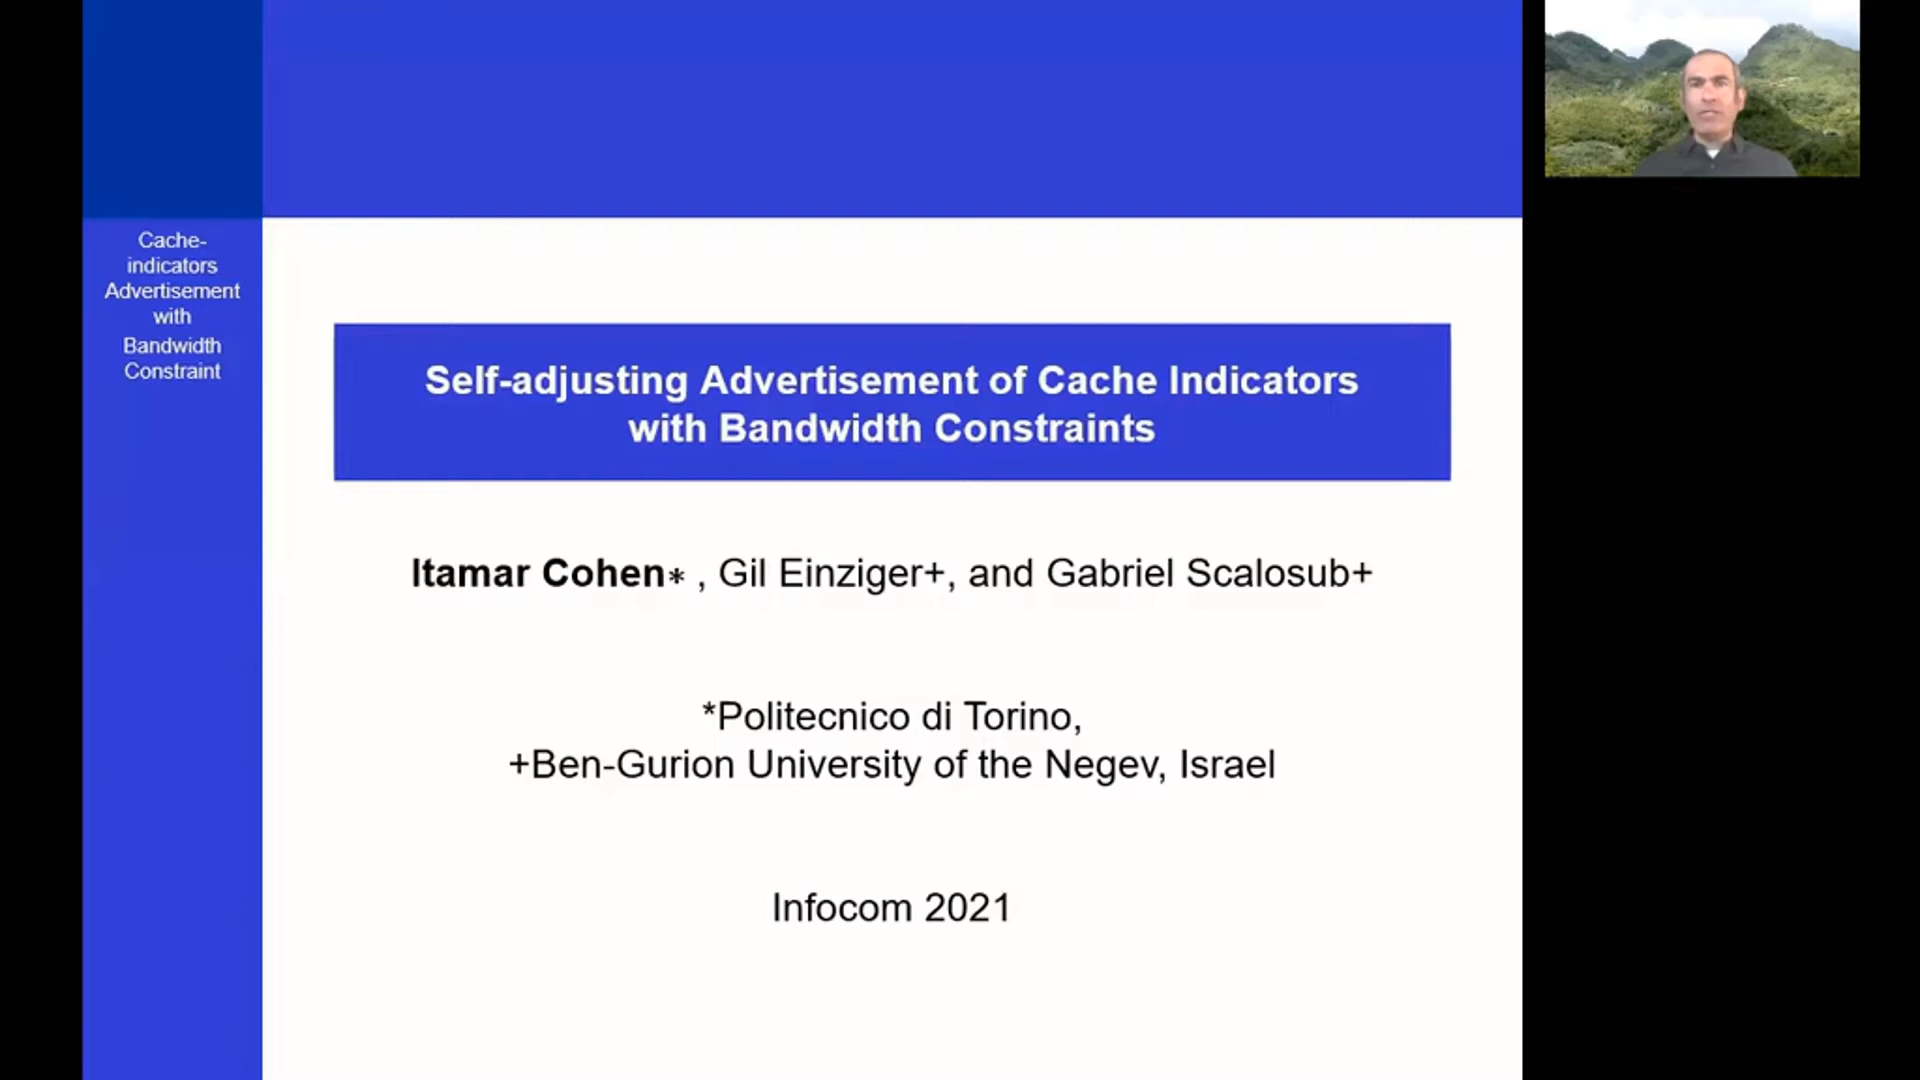 Cache-
indicators
Advertisement
with
Bandwidth
Constraint
Self-adjusting Advertisement of Cache Indicators
with Bandwidth Constraints
Itamar Cohen* , Gil Einziger+, and Gabriel Scalosub+
*Politecnico di Torino,
+Ben-Gurion University of the Negev, Israel
Infocom 2021